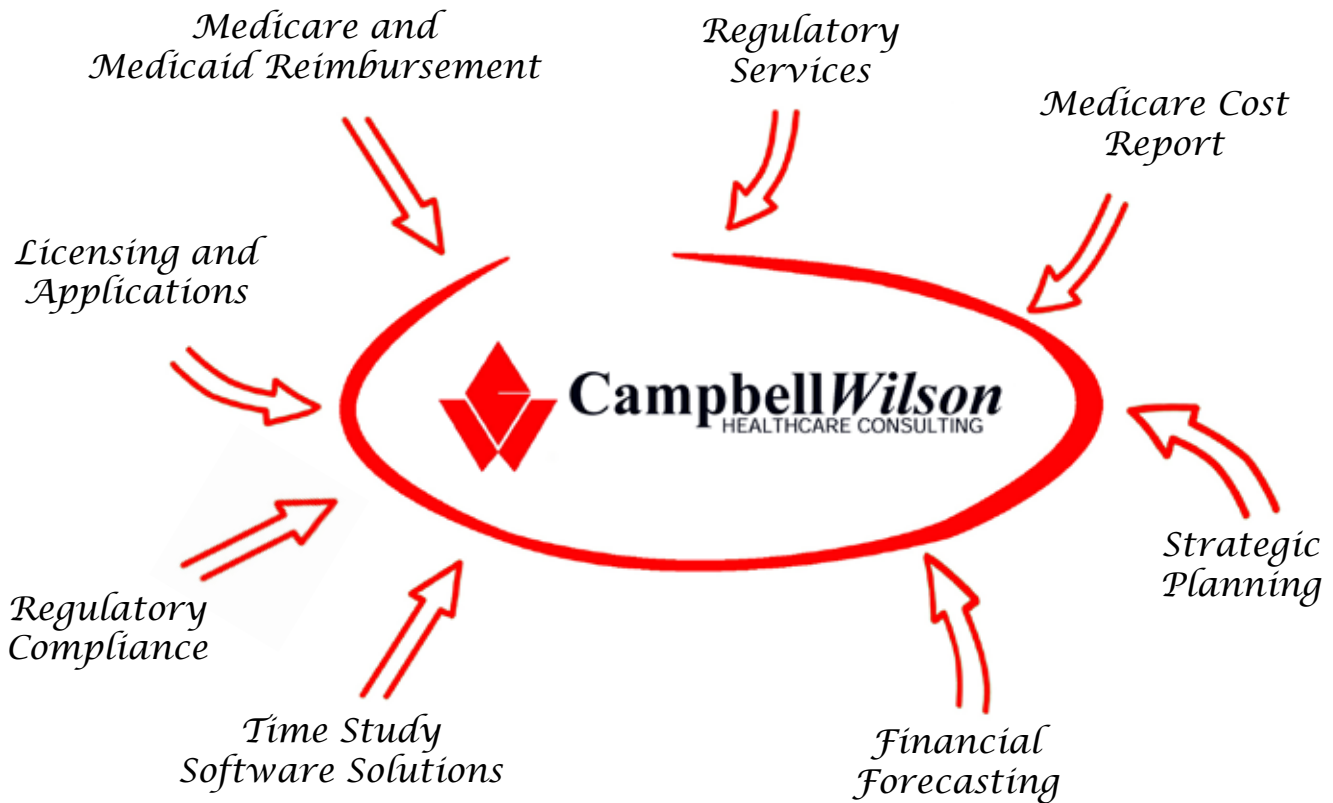 Medicare and
Medicaid Reimbursement
Regulatory
Services
Medicare Cost
Report
Licensing and
Applications
CampbellWilson
HEALTHCARE CONSULTING
Strategic
Planning
Regulatory
Compliance
Time Study
Software Solutions
Financial
Forecasting